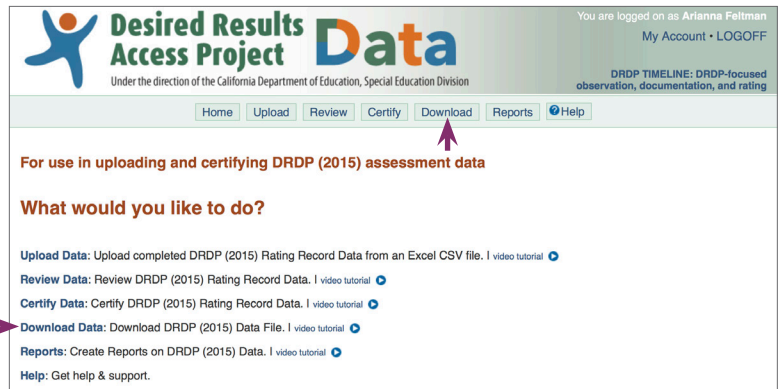 Desired Results
Access Project
Data
Under the direction of the California Department of Education, Special Education Division
You are logged on as Arianna Feltman
My Account • LOGOFF
DRDP TIMELINE: DRDP-focused
observation, documentation, and rating
Home Upload Review Certify Download Reports ?Help
For use in uploading and certifying DRDP (2015) assessment data
What would you like to do?
Upload Data: Upload completed DRDP (2015) Rating Record Data from an Excel CSV file. I video tutorial
Review Data: Review DRDP (2015) Rating Record Data. I video tutorial
Certify Data: Certify DRDP (2015) Rating Record Data. I video tutorial
Download Data: Download DRDP (2015) Data File. I video tutorial
Reports: Create Reports on DRDP (2015) Data. I video tutorial
Help: Get help & support.